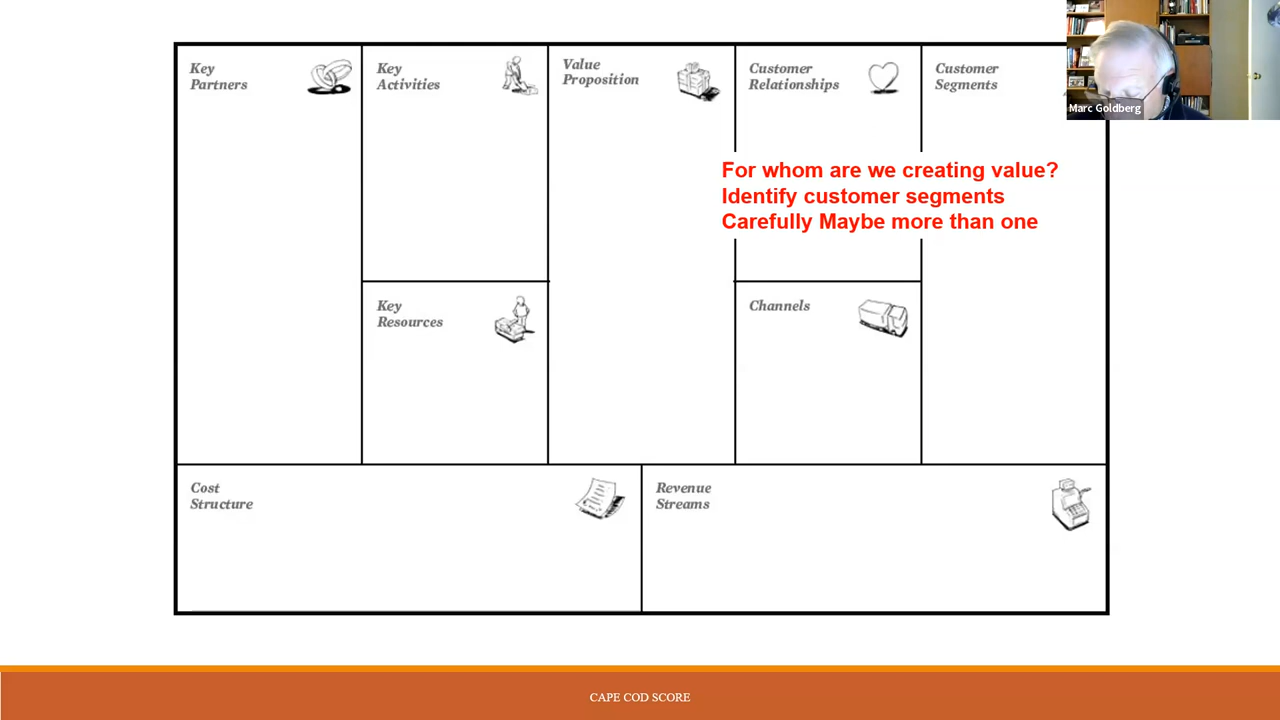 Key
Partners
Key
Activities
Value
Proposition
Customer
Relationships
Customer
Segments
Marc Goldberg
For whom are we creating value?
Identify customer segments
Carefully Maybe more than one
Key
Resources
Channels
Cost
Structure
Revenue
Streams
CAPE COD SCORE